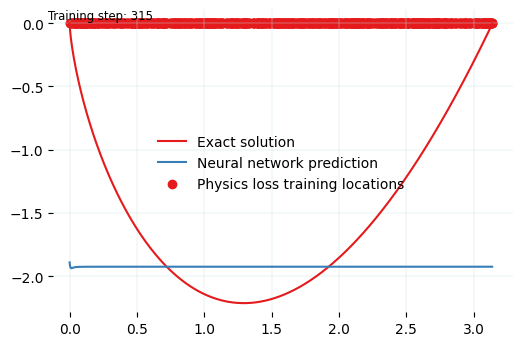 Training step: 315
0.0
−0.5
−1.0
−1.5
−2.0
Exact solution
Neural network prediction
Physics loss training locations
0.0 0.5 1.0 1.5 2.0 2.5 3.0